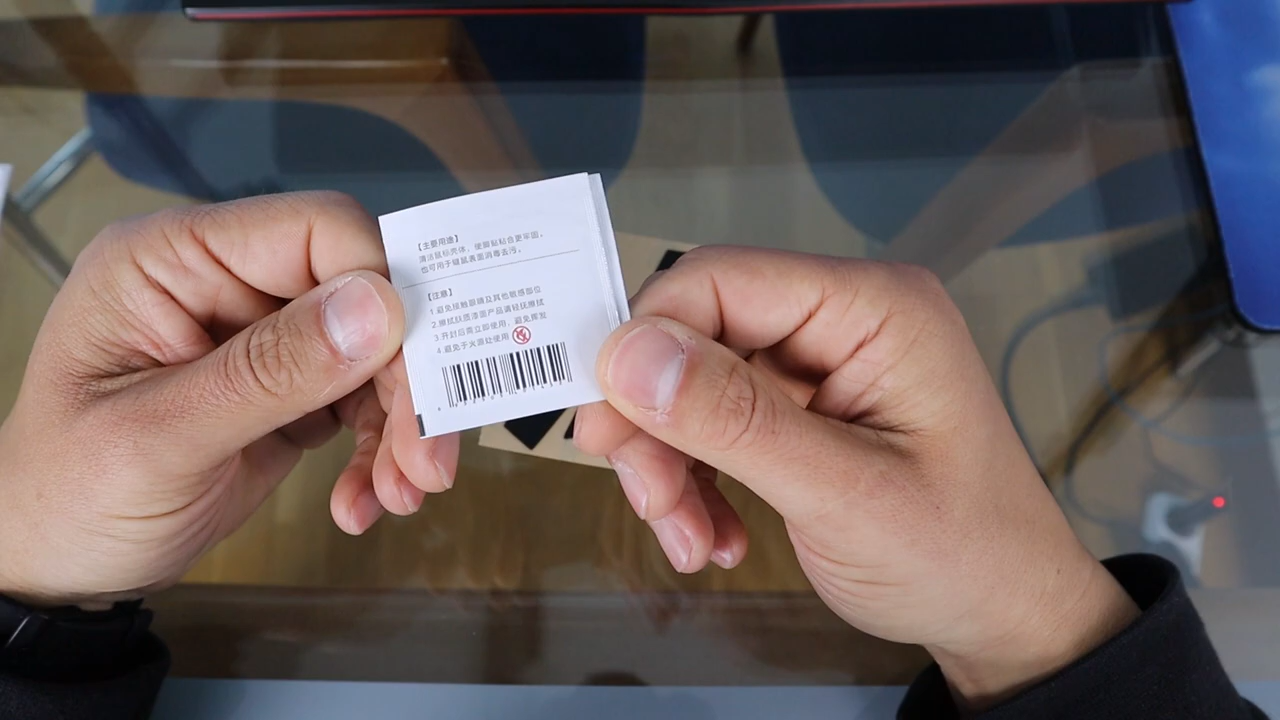 【主要用途】
清洁鼠标壳体，使脚贴粘合更牢固。
也可用于键鼠表面消毒去污。
【注意】
1.避免接触眼睛及其他敏感部位
2.擦拭肤质漆面产品请轻抚擦拭
3.开封后需立即使用，避免挥发
4.避免于火源处使用